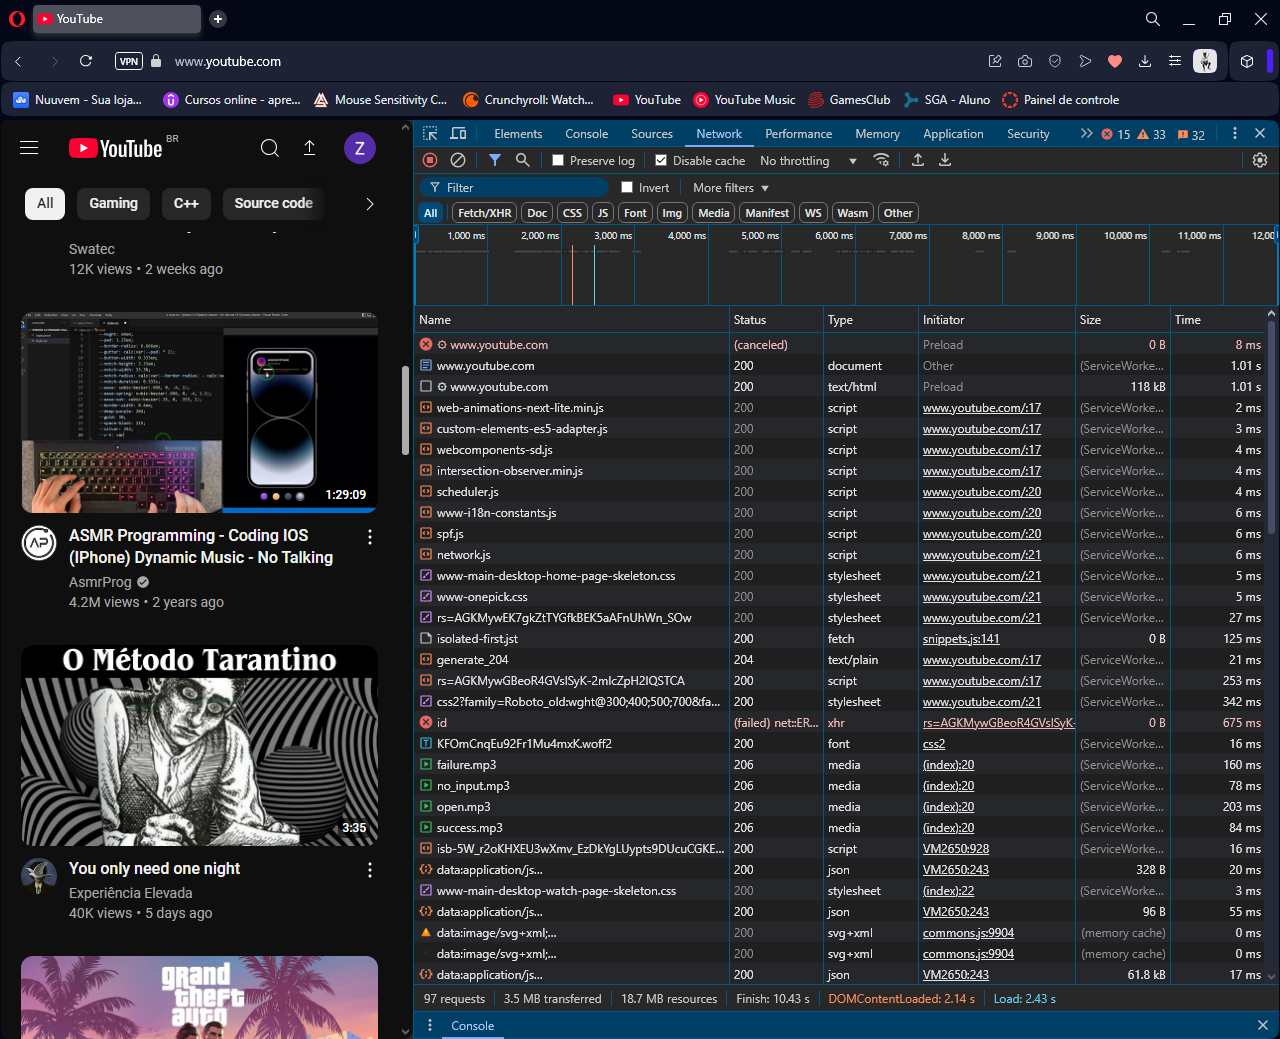 YouTube
VPN
www.youtube.com
Nuuvem - Sua loja...
Cursos online - apre...
Mouse Sensitivity C...
Crunchyroll: Watch...
YouTube
YouTube Music
GamesClub
SGA - Aluno
Painel de controle
YouTube BR
Z
All
Gaming
C++
Source code
Swatec
12K views • 2 weeks ago
1:29:09
AP
ASMR Programming - Coding IOS
(IPhone) Dynamic Music - No Talking
AsmrProg
4.2M views • 2 years ago
O Método Tarantino
3:35
You only need one night
Experiência Elevada
40K views • 5 days ago
grand
theft
auto
Elements Console Sources Network Performance Memory Application Security 15 33 32
Preserve log Disable cache No throttling
Filter Invert More filters
All Fetch/XHR Doc CSS JS Font Img Media Manifest WS Wasm Other
1,000 ms 2,000 ms 3,000 ms 4,000 ms 5,000 ms 6,000 ms 7,000 ms 8,000 ms 9,000 ms 10,000 ms 11,000 ms 12,00
Name Status Type Initiator Size Time
www.youtube.com (canceled) Preload 0 B 8 ms
www.youtube.com 200 document Other (ServiceWorke... 1.01 s
www.youtube.com 200 text/html Preload 118 kB 1.01 s
web-animations-next-lite.min.js 200 script www.youtube.com/:17 (ServiceWorke... 2 ms
custom-elements-es5-adapter.js 200 script www.youtube.com/:17 (ServiceWorke... 3 ms
webcomponents-sd.js 200 script www.youtube.com/:17 (ServiceWorke... 4 ms
intersection-observer.min.js 200 script www.youtube.com/:17 (ServiceWorke... 4 ms
scheduler.js 200 script www.youtube.com/:20 (ServiceWorke... 4 ms
www-i18n-constants.js 200 script www.youtube.com/:20 (ServiceWorke... 6 ms
spf.js 200 script www.youtube.com/:20 (ServiceWorke... 6 ms
network.js 200 script www.youtube.com/:21 (ServiceWorke... 6 ms
www-main-desktop-home-page-skeleton.css 200 stylesheet www.youtube.com/:21 (ServiceWorke... 5 ms
www-onepick.css 200 stylesheet www.youtube.com/:21 (ServiceWorke... 5 ms
rs=AGKMywEK7gkZtTYGfkBEK5aAFnUhWn_SOw 200 stylesheet www.youtube.com/:21 (ServiceWorke... 27 ms
isolated-first.jst 200 fetch snippets.js:141 0 B 125 ms
generate_204 204 text/plain www.youtube.com/:17 (ServiceWorke... 21 ms
rs=AGKMywGBeoR4GVsISyK-2mIcZpH2IQSTCA 200 script www.youtube.com/:17 (ServiceWorke... 253 ms
css2?family=Roboto_old:wght@300;400;500;700&fa... 200 stylesheet www.youtube.com/:21 (ServiceWorke... 342 ms
id (failed) net::ER... xhr rs=AGKMywGBeoR4GVsISyK- 0 B 675 ms
KFOmCnqEu92Fr1Mu4mxK.woff2 200 font css2 (ServiceWorke... 16 ms
failure.mp3 206 media (index):20 (ServiceWorke... 160 ms
no_input.mp3 206 media (index):20 (ServiceWorke... 78 ms
open.mp3 206 media (index):20 (ServiceWorke... 203 ms
success.mp3 206 media (index):20 (ServiceWorke... 84 ms
isb-5W_r2oKHXEU3wXmv_EzDkYgLUypts9DUcuCGKE... 200 script VM2650:928 (ServiceWorke... 16 ms
data:application/js... 200 json VM2650:243 328 B 20 ms
www-main-desktop-watch-page-skeleton.css 200 stylesheet (index):22 (ServiceWorke... 3 ms
data:application/js... 200 json VM2650:243 96 B 55 ms
data:image/svg+xml;... 200 svg+xml commons.js:9904 (memory cache) 0 ms
data:image/svg+xml;... 200 svg+xml commons.js:9904 (memory cache) 0 ms
data:application/js... 200 json VM2650:243 61.8 kB 17 ms
97 requests 3.5 MB transferred 18.7 MB resources Finish: 10.43 s DOMContentLoaded: 2.14 s Load: 2.43 s
Console